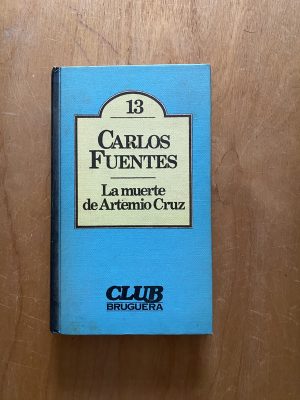 13
CARLOS
FUENTES
La muerte
de Artemio Cruz
CLUB
BRUGUERA